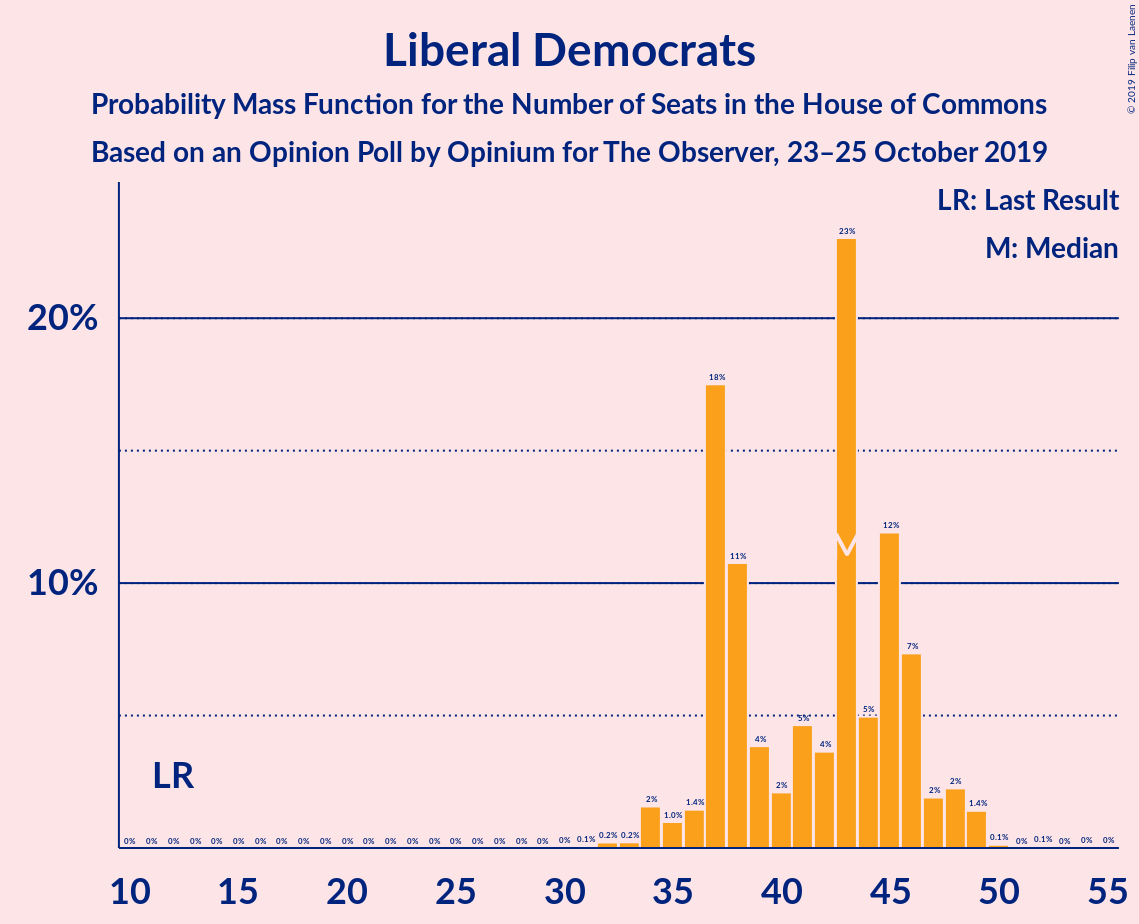 Liberal Democrats
Probability Mass Function for the Number of Seats in the House of Commons
Based on an Opinion Poll by Opinium for The Observer, 23–25 October 2019
© 2019 Filip van Laenen
LR: Last Result
M: Median
20%
10%
LR
M
0% 0% 0% 0% 0% 0% 0% 0% 0% 0% 0% 0% 0% 0% 0% 0% 0% 0% 0% 0% 0% 0.1% 0.2% 0.2% 2% 1.0% 1.4% 18% 11% 4% 2% 5% 4% 23% 5% 12% 7% 2% 2% 1.4% 0.1% 0% 0.1% 0% 0% 0%
10 15 20 25 30 35 40 45 50 55